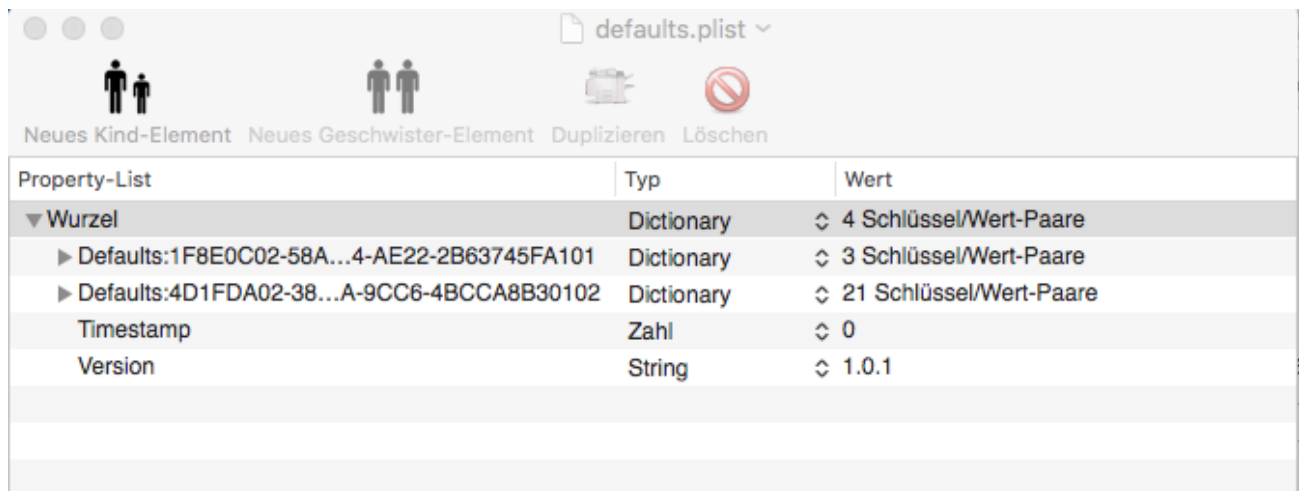 defaults.plist
Neues Kind-Element Neues Geschwister-Element Duplizieren Löschen
Property-List Typ Wert
Wurzel Dictionary 4 Schlüssel/Wert-Paare
Defaults:1F8E0C02-58A…4-AE22-2B63745FA101 Dictionary 3 Schlüssel/Wert-Paare
Defaults:4D1FDA02-38…A-9CC6-4BCCA8B30102 Dictionary 21 Schlüssel/Wert-Paare
Timestamp Zahl 0
Version String 1.0.1